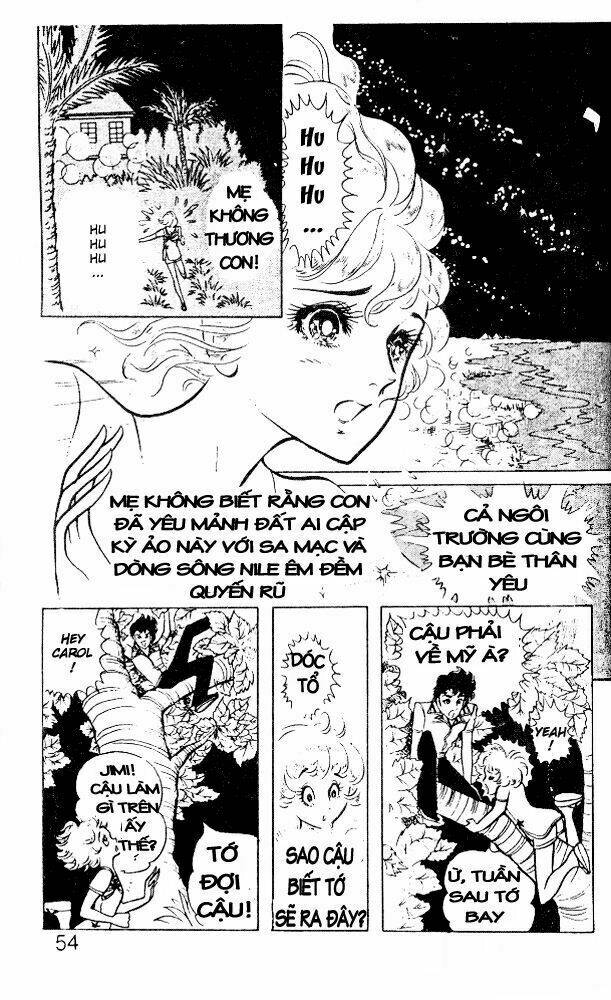 MẸ
KHÔNG
THƯƠNG
CON!
HU
HU
HU
...
HU
HU
HU
...
MẸ KHÔNG BIẾT RẰNG CON
ĐÃ YÊU MẢNH ĐẤT AI CẬP
KỲ ẢO NÀY VỚI SA MẠC VÀ
DÒNG SÔNG NILE ÊM ĐỀM
QUYẾN RŨ
CẢ NGÔI
TRƯỜNG CÙNG
BẠN BÈ THÂN
YÊU
HEY
CAROL
!
JIMI!
CẬU LÀM
GÌ TRÊN
ẤY
THẾ?
TỚ
ĐỢI
CẬU!
DÓC
TỔ
SAO CẬU
BIẾT TỚ
SẼ RA ĐÂY?
CẬU PHẢI
VỀ MỸ À?
YEAH!
Ừ, TUẦN
SAU TỚ
BAY
54